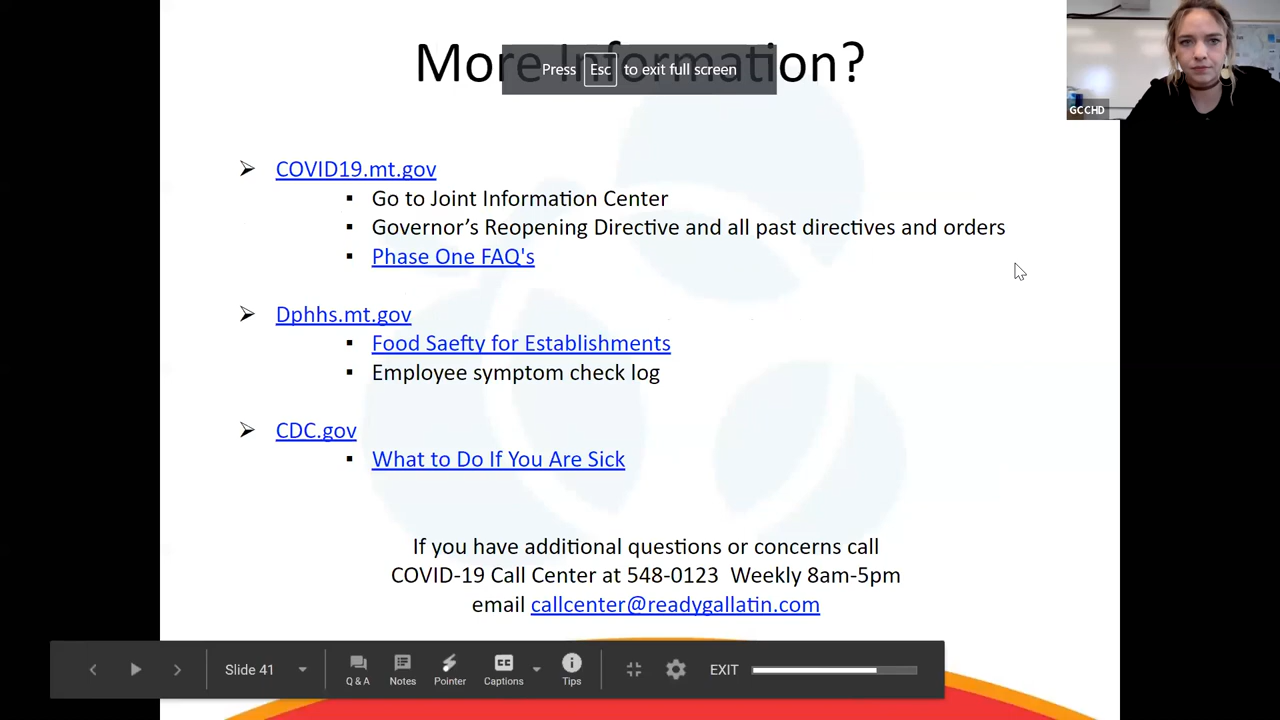 More Information?
Press Esc to exit full screen
GCCHD
COVID19.mt.gov
Go to Joint Information Center
Governor's Reopening Directive and all past directives and orders
Phase One FAQ's
Dphhs.mt.gov
Food Saefty for Establishments
Employee symptom check log
CDC.gov
What to Do If You Are Sick
If you have additional questions or concerns call
COVID-19 Call Center at 548-0123 Weekly 8am-5pm
email callcenter@readygallatin.com
Slide 41 Q & A Notes Pointer CC Captions Tips EXIT